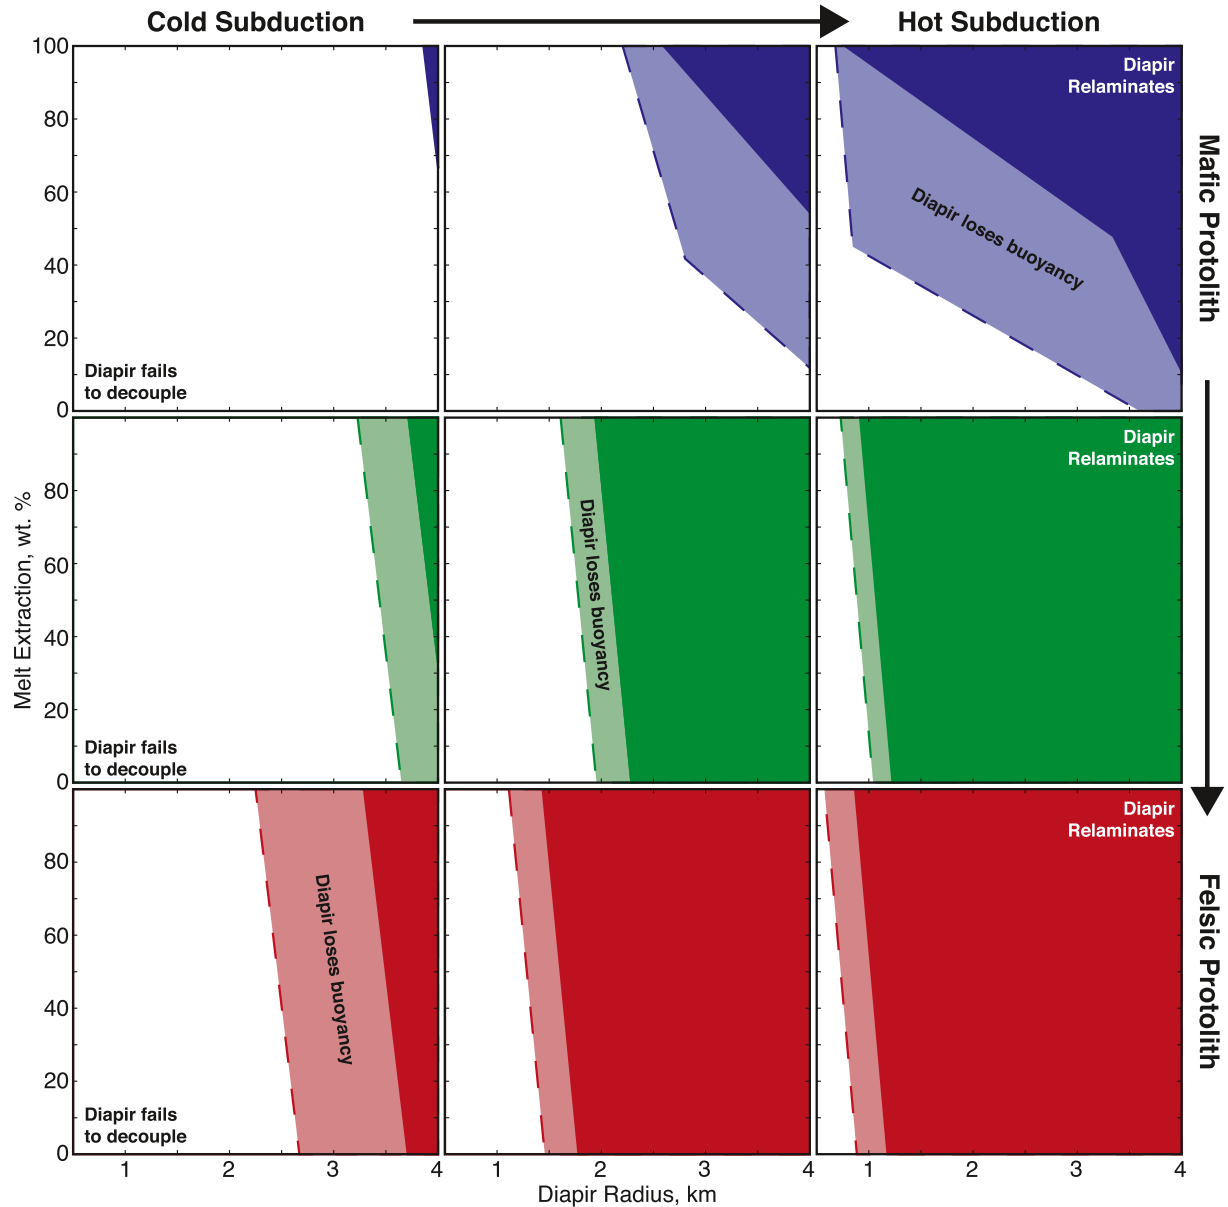 Cold Subduction
Hot Subduction
100
80
60
40
20
0
Diapir fails
to decouple
Diapir
Relaminates
Diapir loses buoyancy
Mafic Protolith
Melt Extraction, wt. %
80
60
40
20
0
Diapir fails
to decouple
Diapir loses buoyancy
Diapir
Relaminates
80
60
40
20
0
Diapir fails
to decouple
Diapir loses buoyancy
Diapir
Relaminates
Felsic Protolith
1 2 3 4 1 2 3 4 1 2 3 4
Diapir Radius, km